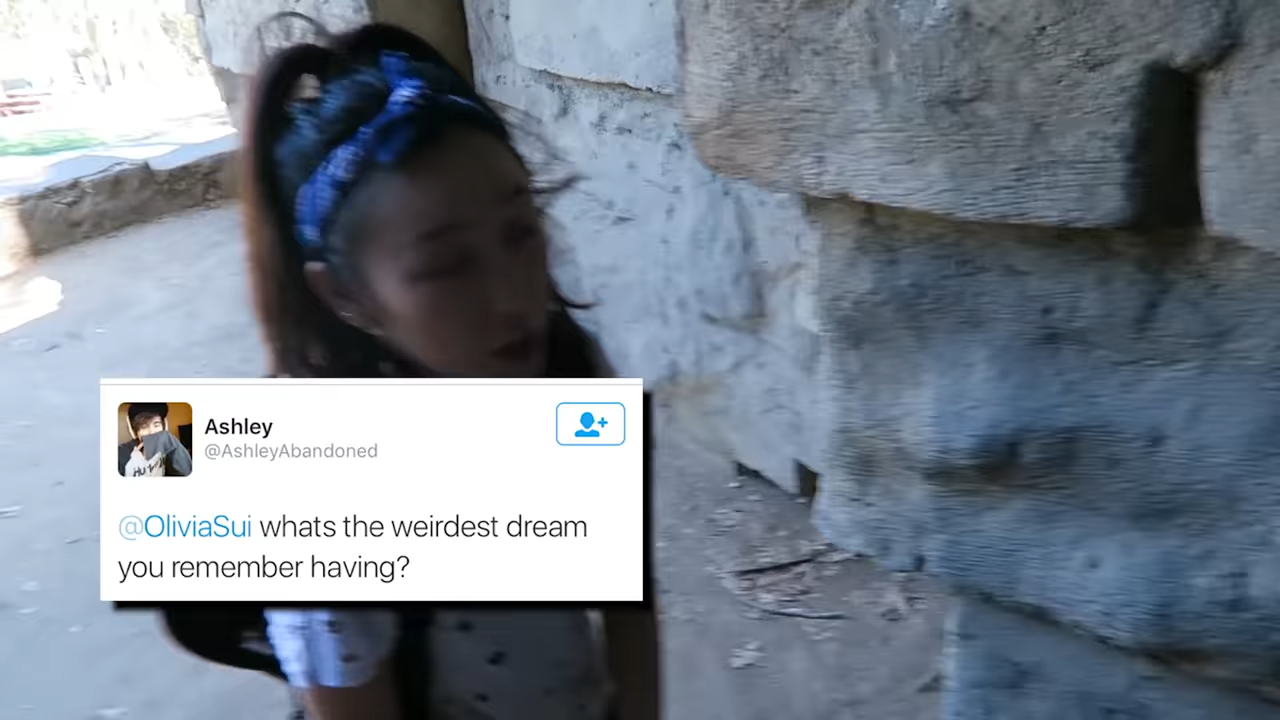 Ashley
@AshleyAbandoned
@OliviaSui whats the weirdest dream
you remember having?